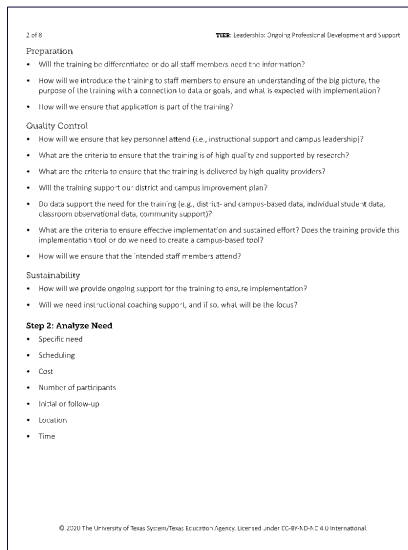 2 of 8
TIER: Leadership: Ongoing Professional Development and Support
Preparation
• Will the training be differentiated or do all staff members need the information?
• How will we introduce the training to staff members to ensure an understanding of the big picture, the
purpose of the training with a connection to data or goals, and what is expected with implementation?
• How will we ensure that application is part of the training?
Quality Control
• How will we ensure that key personnel attend (i.e., instructional support and campus leadership)?
• What are the criteria to ensure that the training is of high quality and supported by research?
• What are the criteria to ensure that the training is delivered by high quality providers?
• Will the training support our district and campus improvement plan?
• Do data support the need for the training (e.g., district- and campus-based data, individual student data,
classroom observational data, community support)?
• What are the criteria to ensure effective implementation and sustained effort? Does the training provide this
implementation tool or do we need to create a campus-based tool?
• How will we ensure that the intended staff members attend?
Sustainability
• How will we provide ongoing support for the training to ensure implementation?
• Will we need instructional coaching support, and if so, what will be the focus?
Step 2: Analyze Need
• Specific need
• Scheduling
• Cost
• Number of participants
• Initial or follow-up
• Location
• Time
© 2020 The University of Texas System/Texas Education Agency. Licensed under CC-BY-ND-NC 4.0 International.